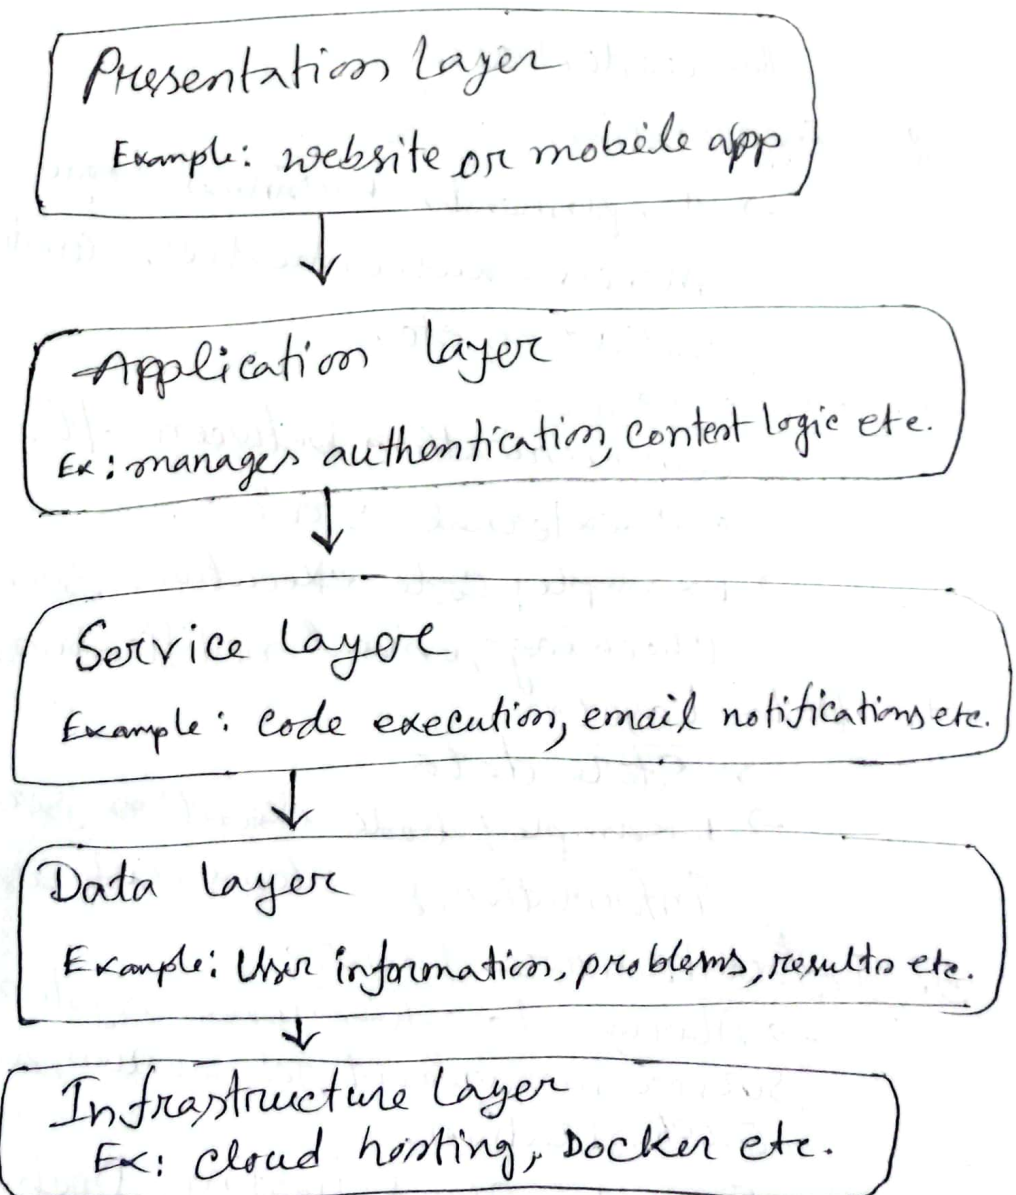 Presentation Layer
Example: website or mobile app
Application layer
Ex: manages authentication, content logic etc.
Service layer
Example: code execution, email notifications etc.
Data layer
Example: User information, problems, results etc.
Infrastructure Layer
Ex: cloud hosting, Docker etc.